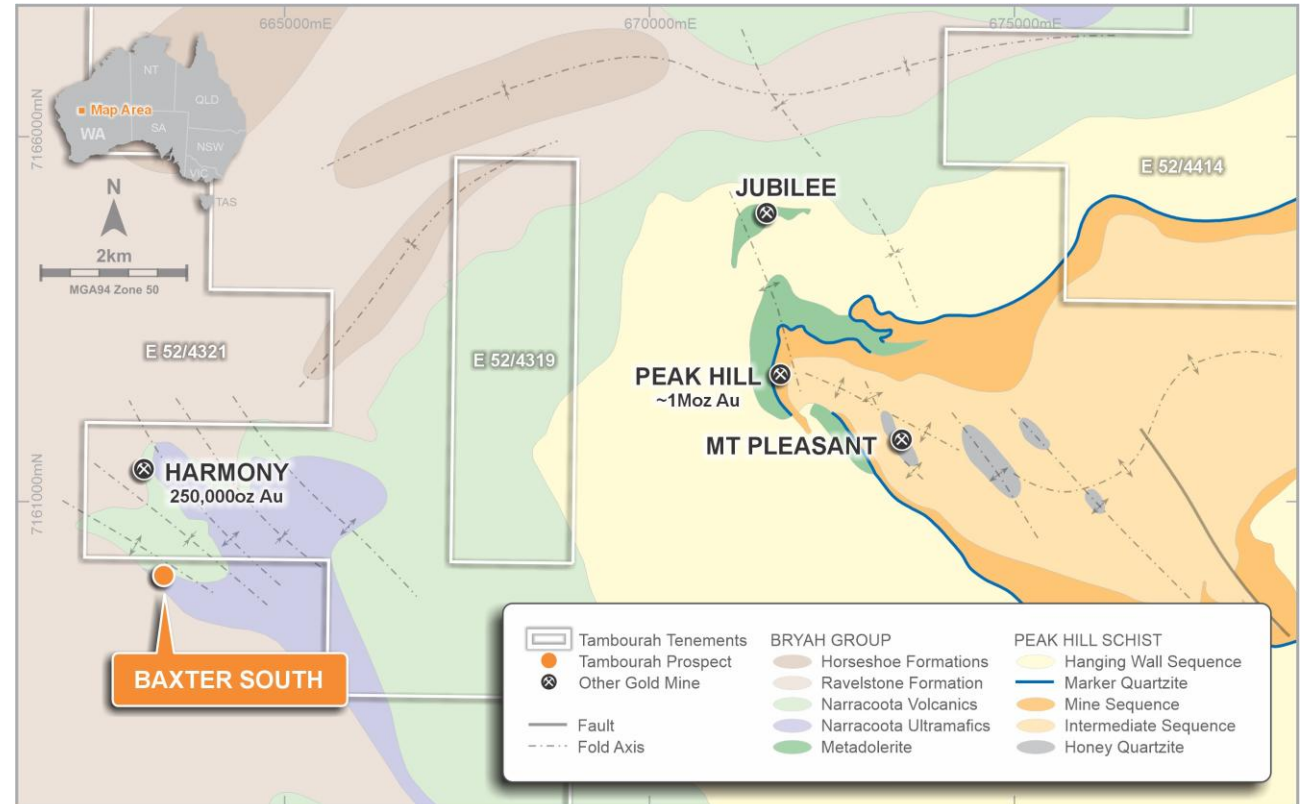 665000mE
670000mE
675000mE
7166000mN
7161000mN
NT
QLD
Map Area
WA
SA
NSW
VIC
TAS
N
2km
MGA94 Zone 50
E 52/4414
JUBILEE
E 52/4321
E 52/4319
PEAK HILL
~1Moz Au
MT PLEASANT
HARMONY
250,000oz Au
BAXTER SOUTH
Tambourah Tenements
Tambourah Prospect
Other Gold Mine
Fault
Fold Axis
BRYAH GROUP
Horseshoe Formations
Ravelstone Formation
Narracoota Volcanics
Narracoota Ultramafics
Metadolerite
PEAK HILL SCHIST
Hanging Wall Sequence
Marker Quartzite
Mine Sequence
Intermediate Sequence
Honey Quartzite